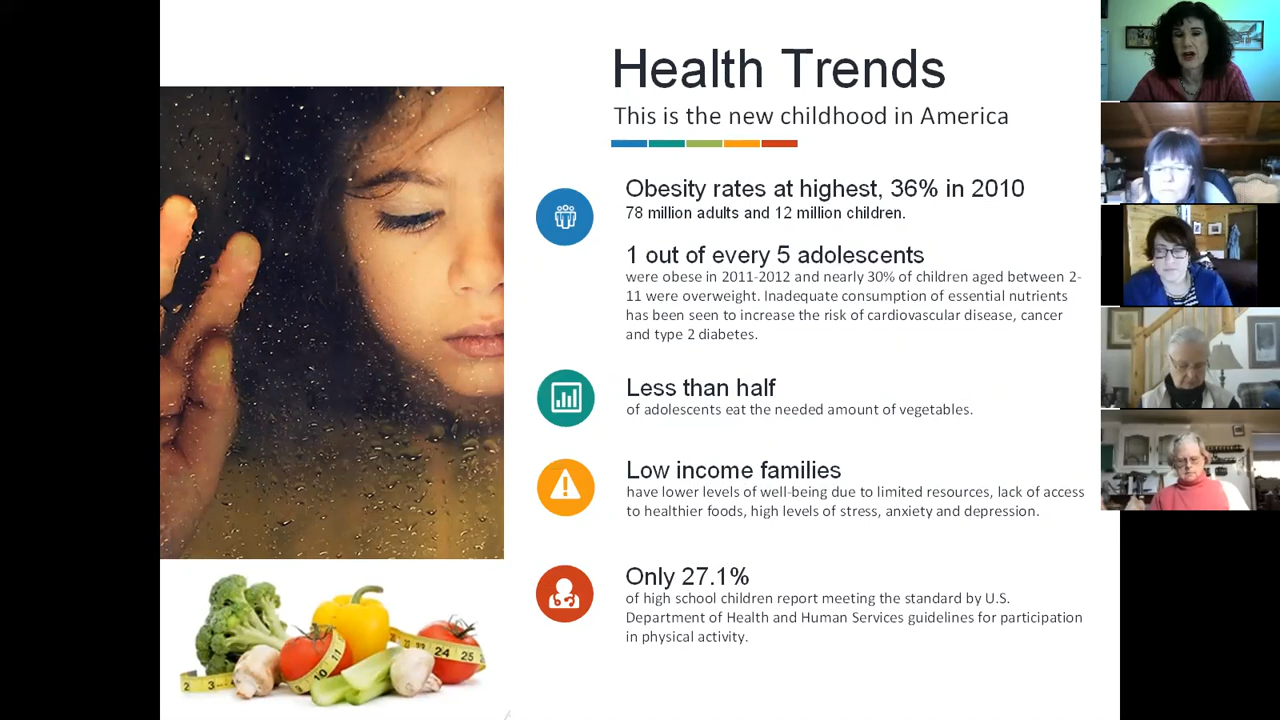 Health Trends
This is the new childhood in America
Obesity rates at highest, 36% in 2010
78 million adults and 12 million children.
1 out of every 5 adolescents
were obese in 2011-2012 and nearly 30% of children aged between 2-
11 were overweight. Inadequate consumption of essential nutrients
has been seen to increase the risk of cardiovascular disease, cancer
and type 2 diabetes.
Less than half
of adolescents eat the needed amount of vegetables.
Low income families
have lower levels of well-being due to limited resources, lack of access
to healthier foods, high levels of stress, anxiety and depression.
Only 27.1%
of high school children report meeting the standard by U.S.
Department of Health and Human Services guidelines for participation
in physical activity.
2 3
10 11
24 25